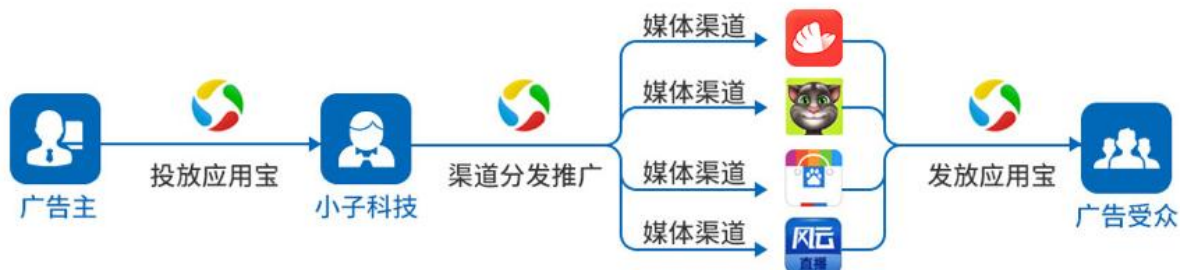 媒体渠道
媒体渠道
投放应用宝
渠道分发推广
发放应用宝
广告主
小子科技
媒体渠道
广告受众
媒体渠道
风云
直播